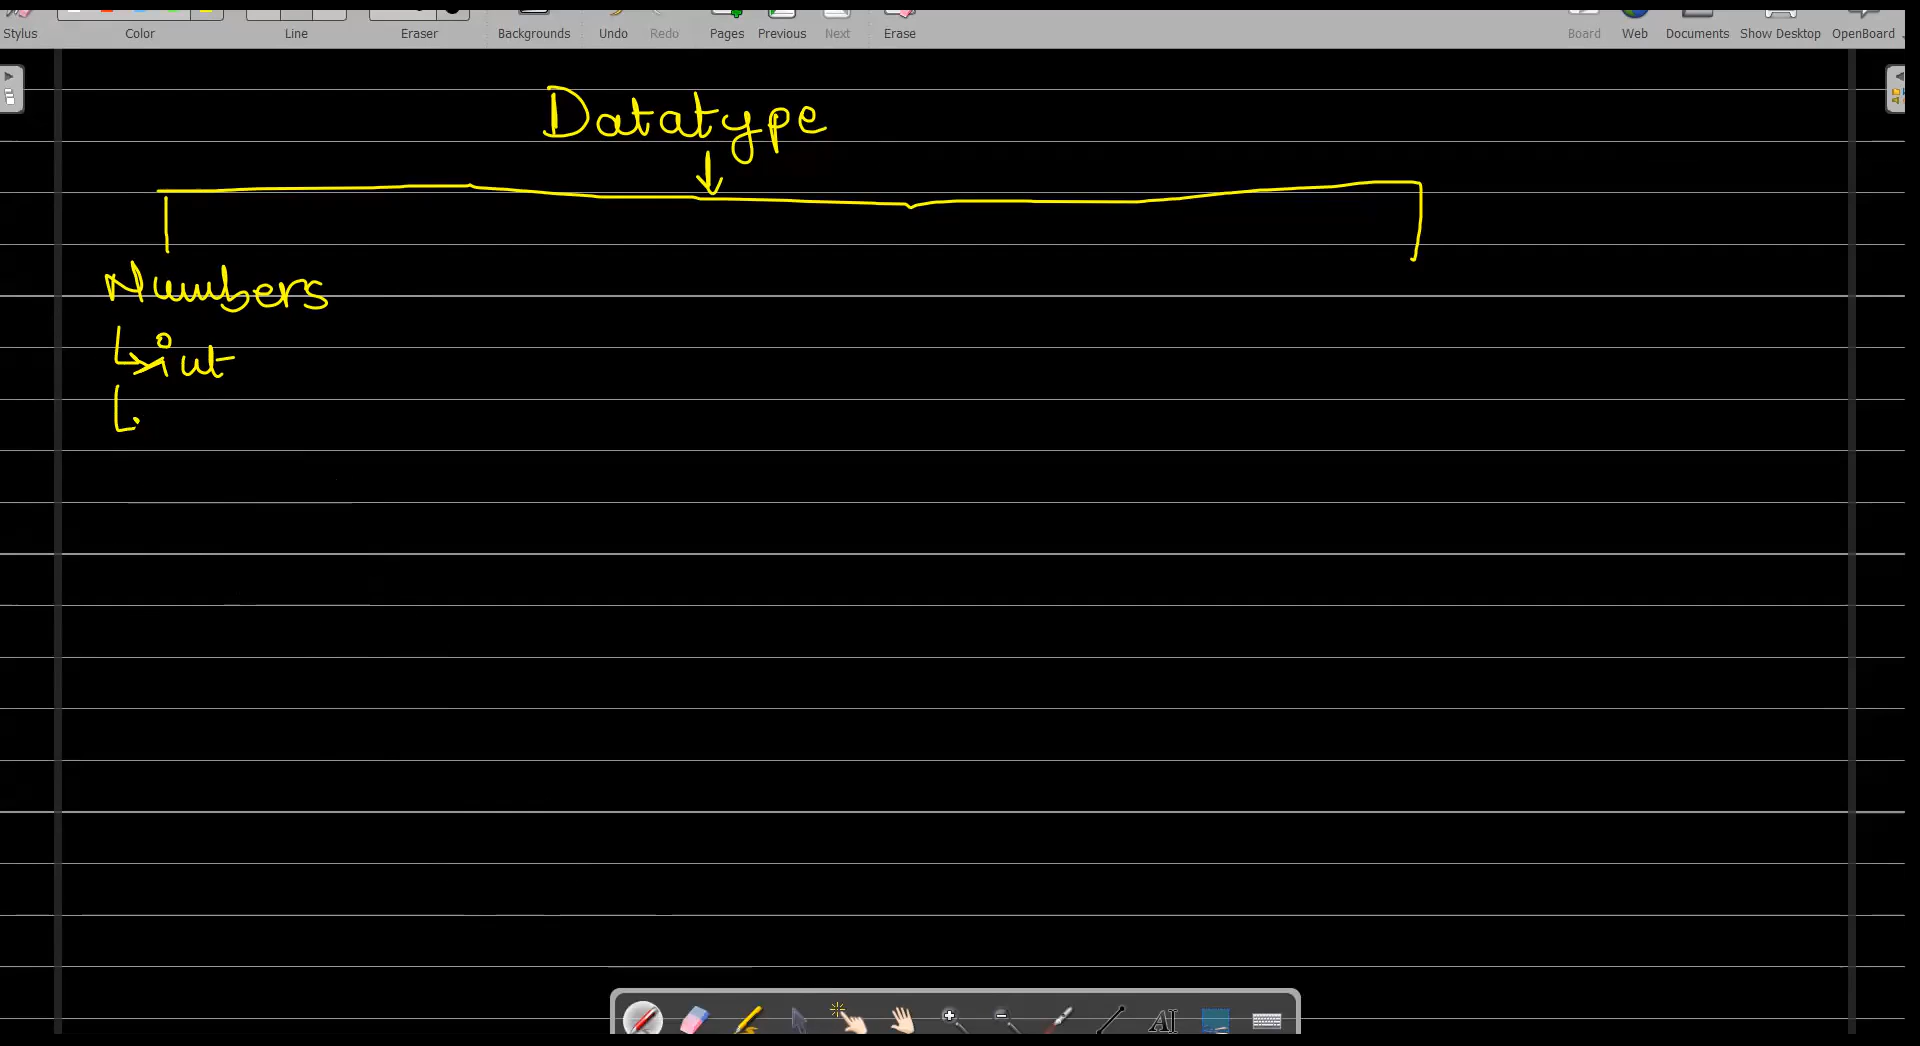 Stylus Color Line Eraser Backgrounds Undo Redo Pages Previous Next Erase Board Web Documents Show Desktop OpenBoard
Datatype
Numbers
int
AI